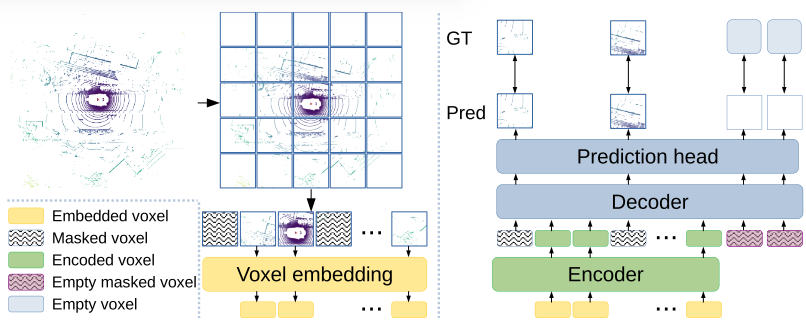 GT
Pred
Prediction head
Decoder
Embedded voxel
Masked voxel
Encoded voxel
Empty masked voxel
Empty voxel
...
Voxel embedding
...
...
Encoder
...